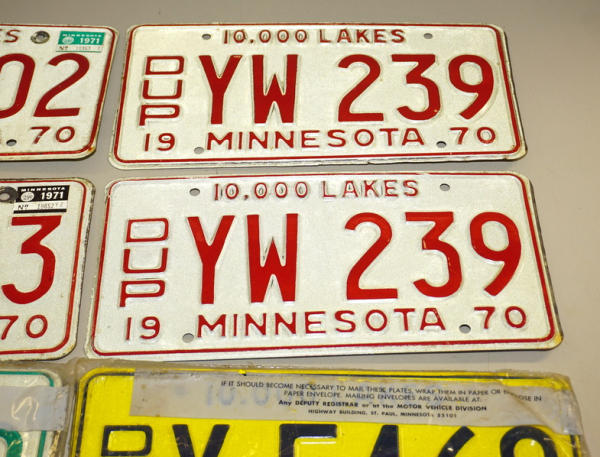 ES
MINNESOTA
1971
02
70
10,000 LAKES
DUP
YW 239
19 MINNESOTA 70
MINNESOTA
1971
3
70
10,000 LAKES
DUP
YW 239
19 MINNESOTA 70
IF IT SHOULD BECOME NECESSARY TO MAIL THESE PLATES, WRAP THEM IN PAPER OR
PAPER ENVELOPE. MAILING ENVELOPES ARE AVAILABLE AT.
Any DEPUTY REGISTRAR or at the MOTOR VEHICLE DIVISION
HIGHWAY BUILDING, ST. PAUL, MINNESOTA 55101